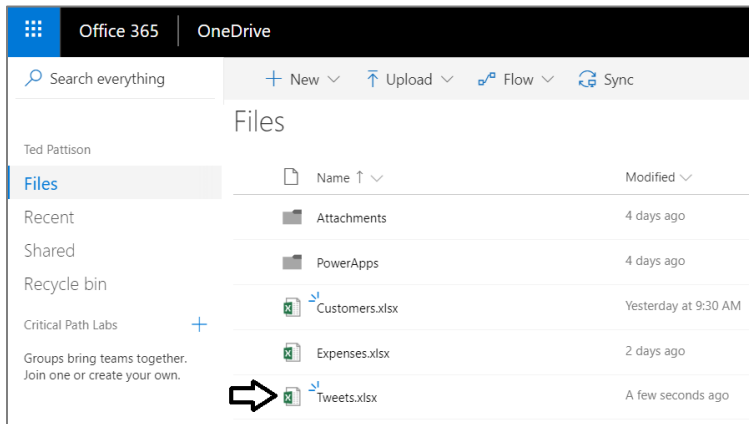 Office 365 OneDrive
Search everything
New Upload Flow Sync
Files
Ted Pattison
Files
Recent
Shared
Recycle bin
Critical Path Labs
Groups bring teams together.
Join one or create your own.
Name Modified
Attachments 4 days ago
PowerApps 4 days ago
Customers.xlsx Yesterday at 9:30 AM
Expenses.xlsx 2 days ago
Tweets.xlsx A few seconds ago